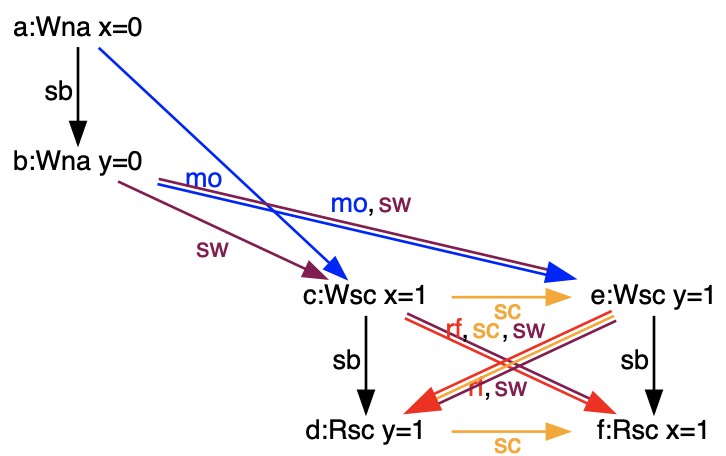 a:Wna x=0
sb
b:Wna y=0
mo
mo,sw
sw
c:Wsc x=1
sc
e:Wsc y=1
rf,sc,sw
sb
sb
rf,sw
d:Rsc y=1
sc
f:Rsc x=1